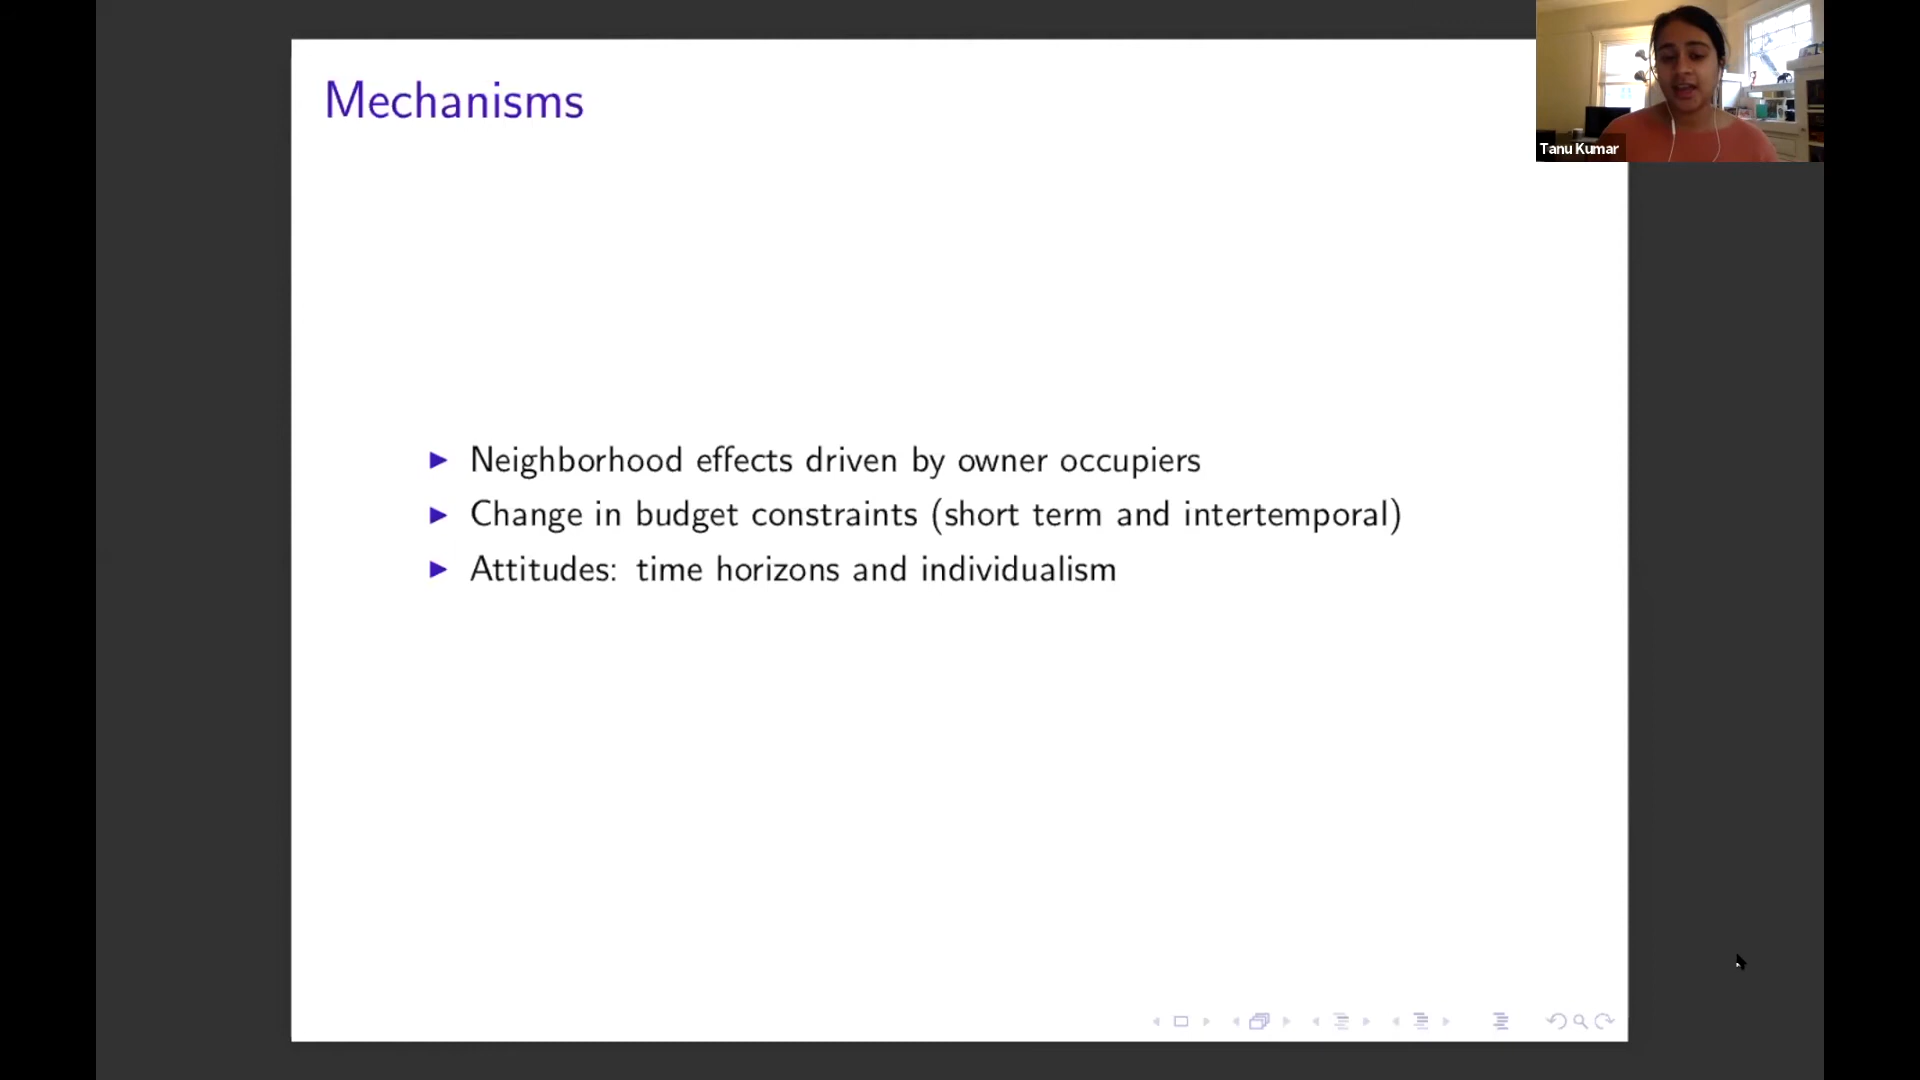 Mechanisms
Tanu Kumar
Neighborhood effects driven by owner occupiers
Change in budget constraints (short term and intertemporal)
Attitudes: time horizons and individualism